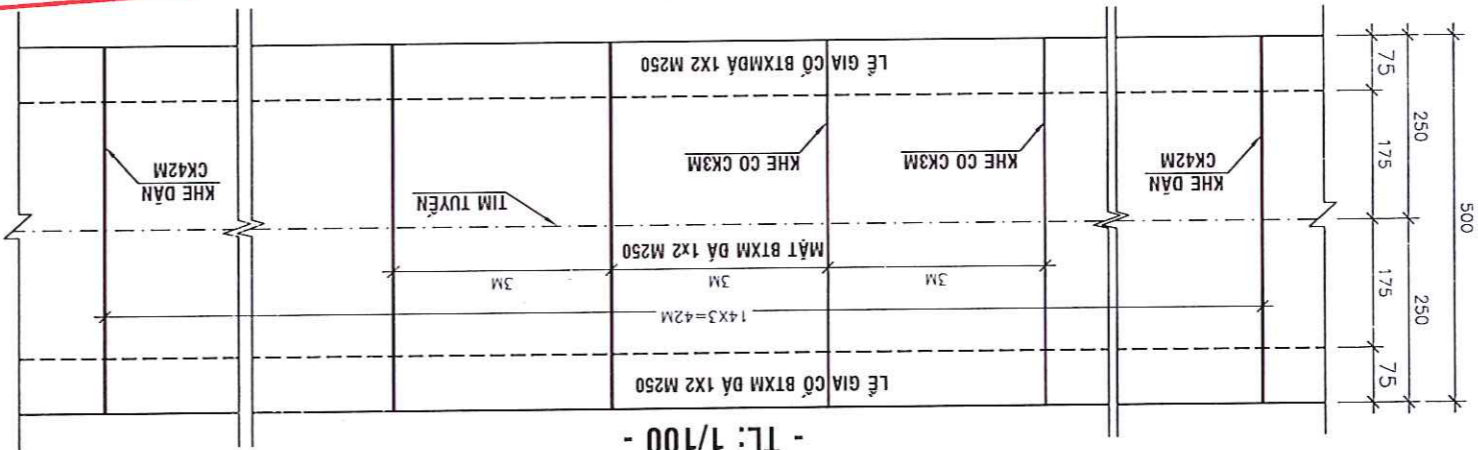 - TL: 1/100 -
LỀ GIA CỐ BTXM ĐÁ 1X2 M250
14X3=42M
3M
3M
3M
MẶT BTXM ĐÁ 1x2 M250
TIM TUYẾN
KHE DÃN
CK42M
KHE CO CK3M
KHE CO CK3M
KHE DÃN
CK42M
LỀ GIA CỐ BTXMĐÁ 1X2 M250
75
175
175
75
250
250
500